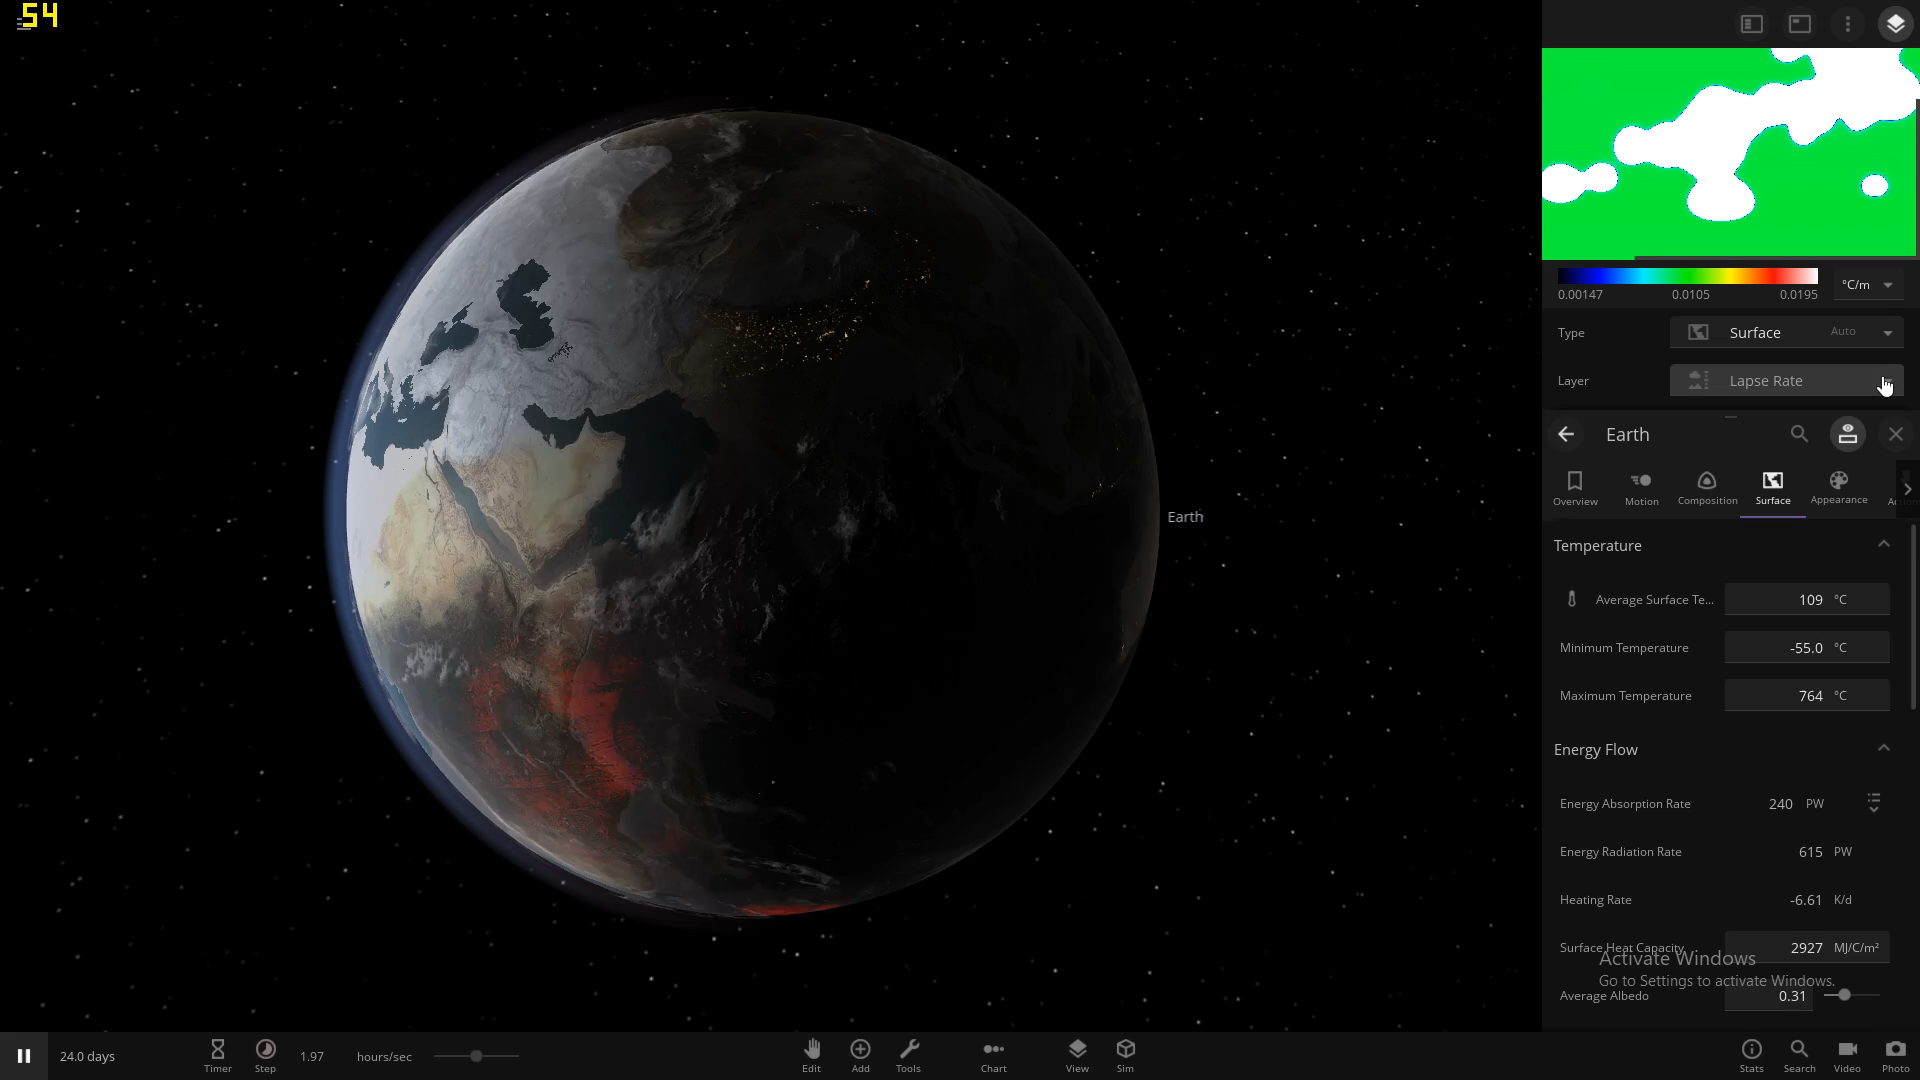 54
0.00147 0.0105 0.0195 °C/m
Type Surface Auto
Layer Lapse Rate
Earth
Overview Motion Composition Surface Appearance
Earth
Temperature
Average Surface Te... 109 °C
Minimum Temperature -55.0 °C
Maximum Temperature 764 °C
Energy Flow
Energy Absorption Rate 240 PW
Energy Radiation Rate 615 PW
Heating Rate -6.61 K/d
Surface Heat Capacity 2927 MJ/C/m²
Activate Windows
Go to Settings to activate Windows.
Average Albedo 0.31
24.0 days Timer Step 1.97 hours/sec Edit Add Tools Chart View Sim Stats Search Video Photo